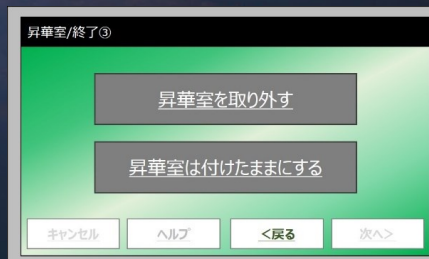 昇華室/終了③
昇華室を取り外す
昇華室は付けたままにする
キャンセル
ヘルプ
<戻る
次へ>